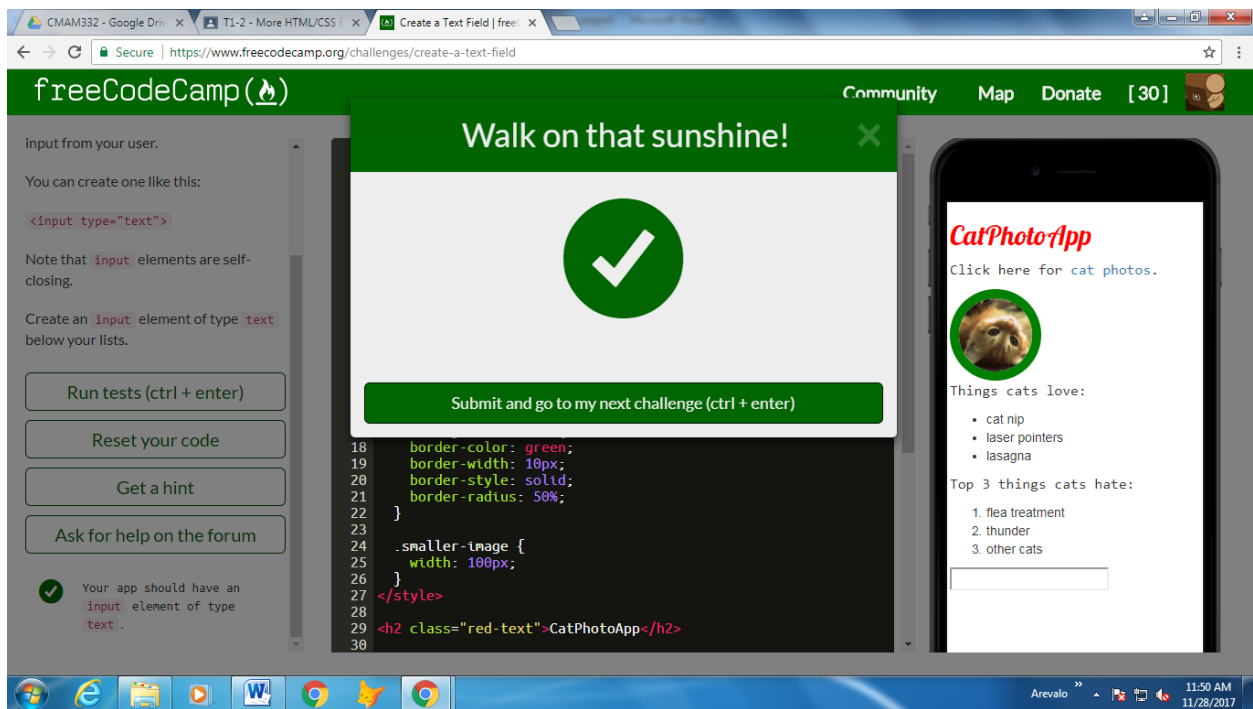 CMAM332 - Google Driv
T1-2 - More HTML/CSS E
Create a Text Field | free
Secure | https://www.freecodecamp.org/challenges/create-a-text-field
freeCodeCamp(
Community Map Donate [ 30 ]
input from your user.
You can create one like this:
<input type="text">
Note that input elements are self-
closing.
Create an input element of type text
below your lists.
Run tests (ctrl + enter)
Reset your code
Get a hint
Ask for help on the forum
Your app should have an
input element of type
text .
Walk on that sunshine!
Submit and go to my next challenge (ctrl + enter)
18 border-color: green;
19 border-width: 10px;
20 border-style: solid;
21 border-radius: 50%;
22 }
23
24 .smaller-image {
25 width: 100px;
26 }
27 </style>
28
29 <h2 class="red-text">CatPhotoApp</h2>
30
CatPhotoApp
Click here for cat photos.
Things cats love:
• cat nip
• laser pointers
• lasagna
Top 3 things cats hate:
1. flea treatment
2. thunder
3. other cats
Arevalo
11:50 AM
11/28/2017